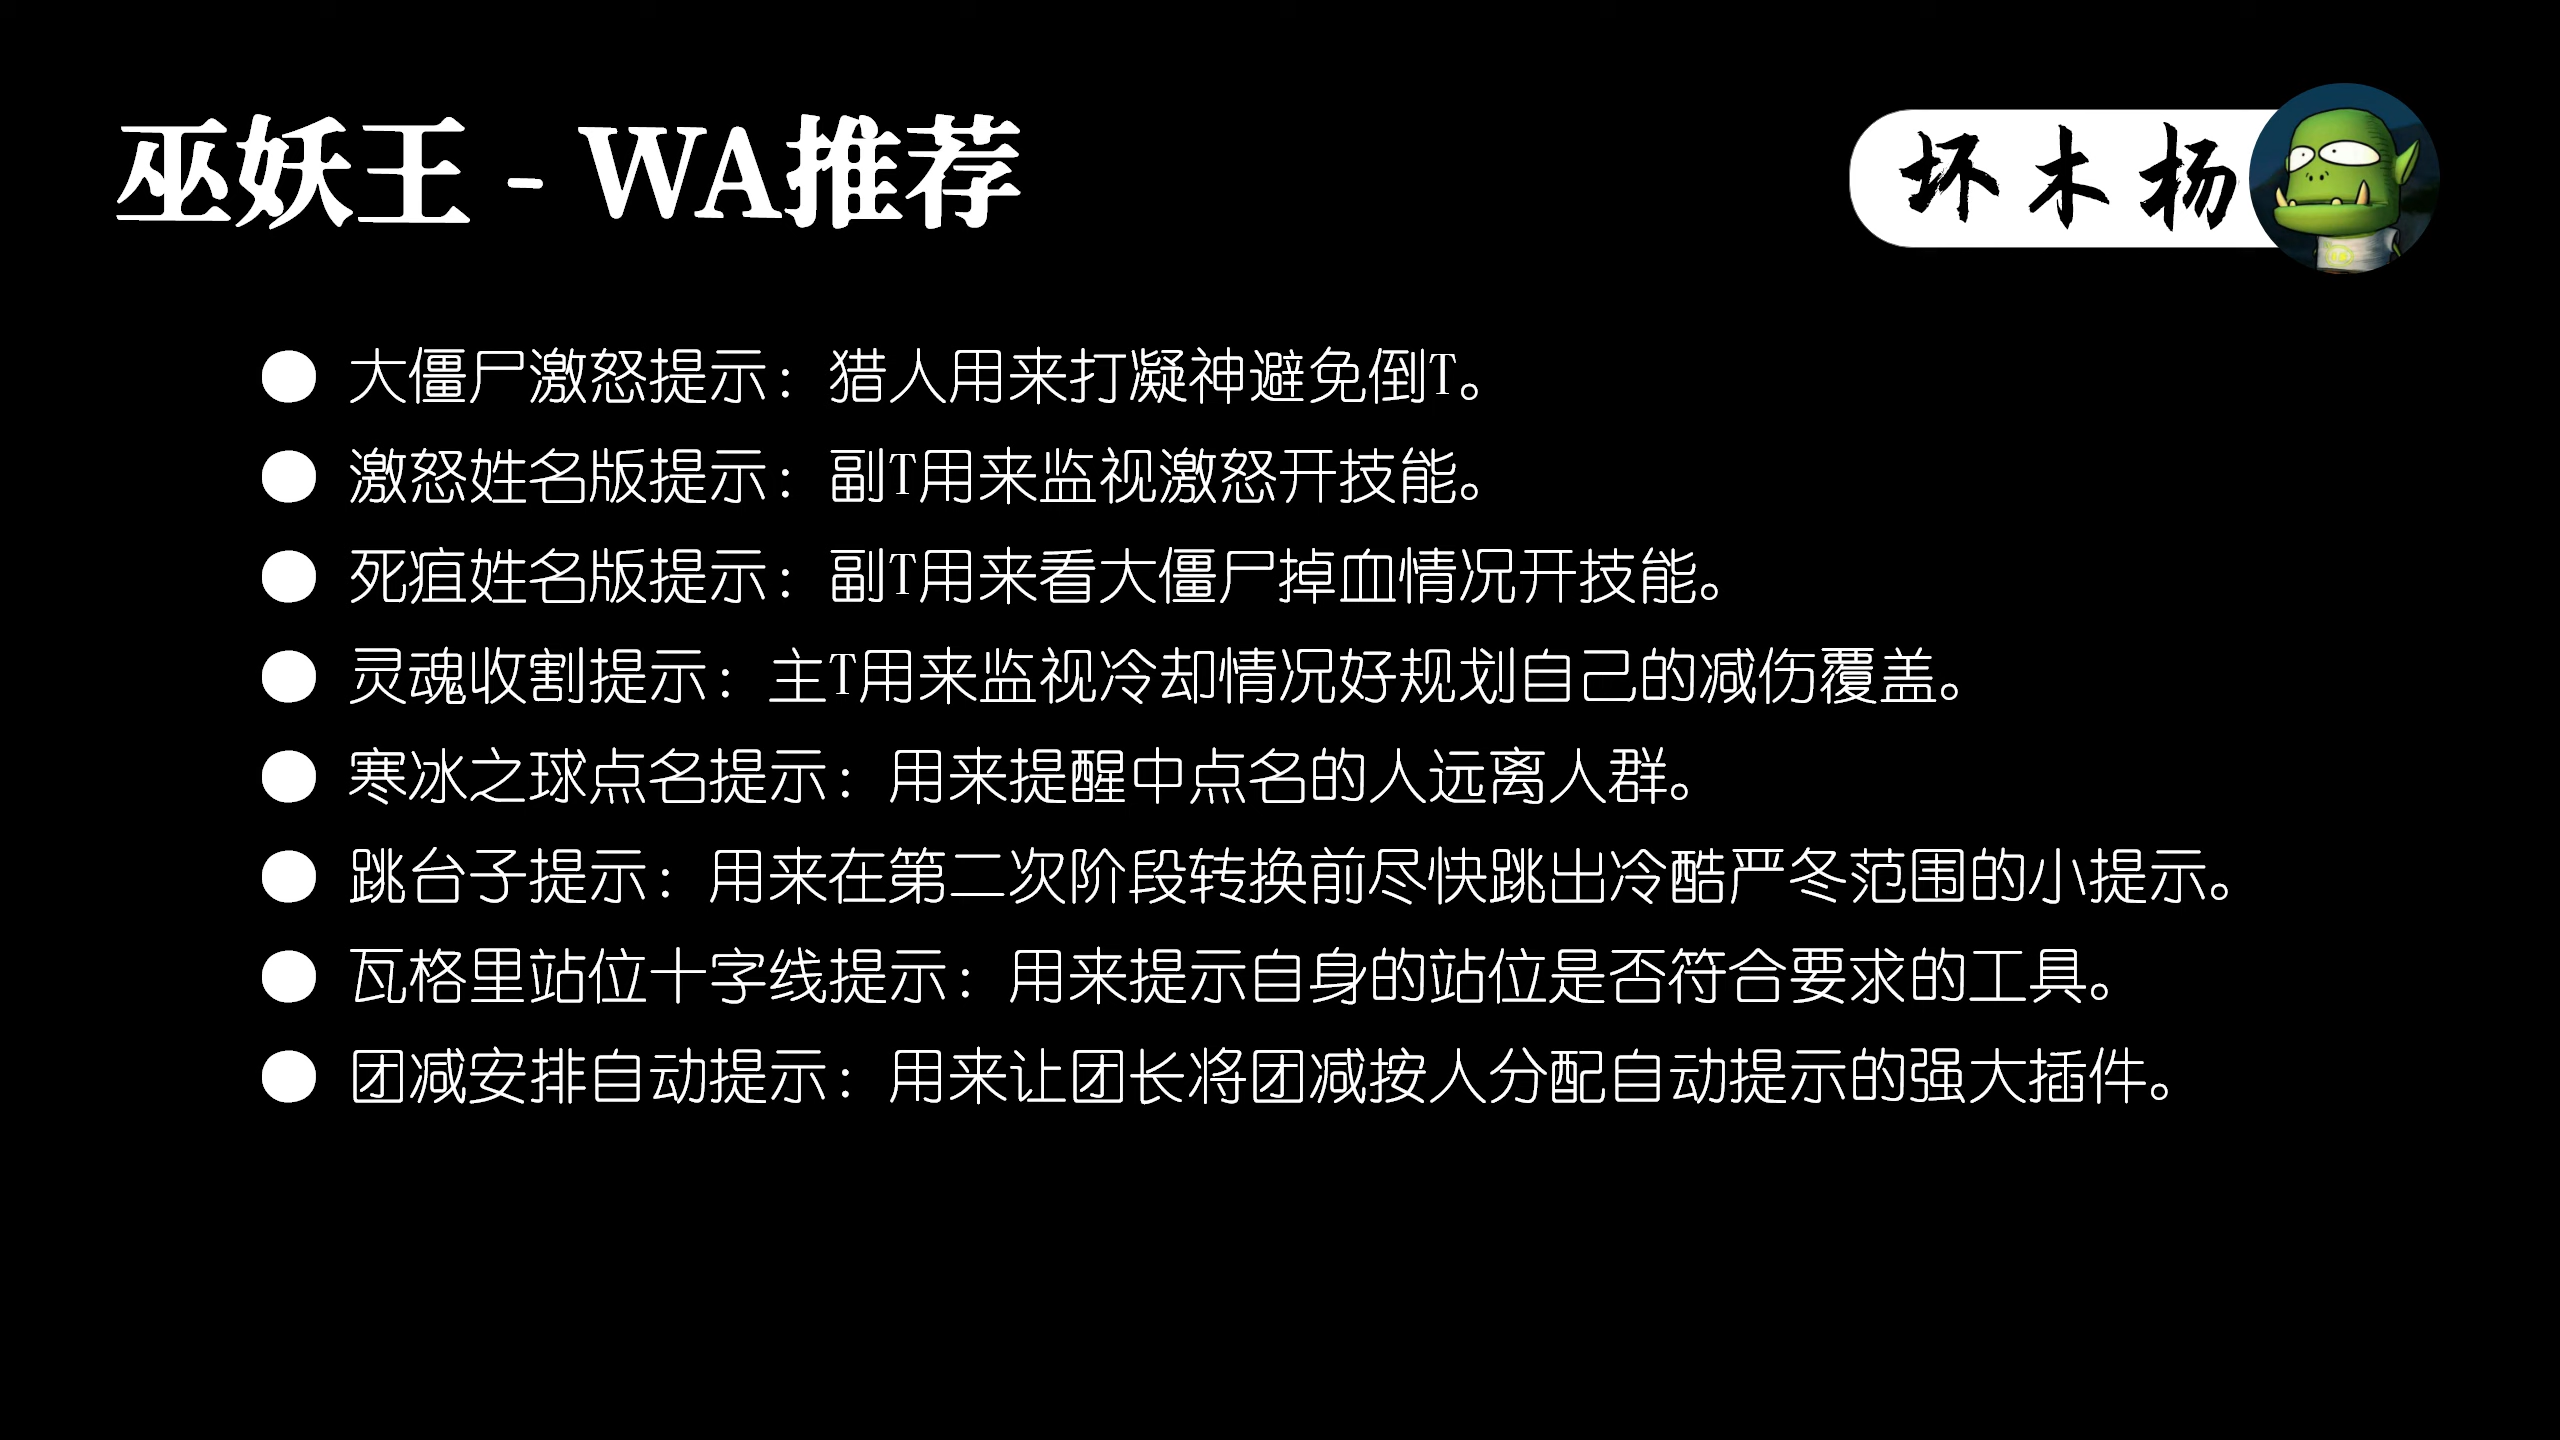 巫妖王 - WA推荐
坏木杨
大僵尸激怒提示：猎人用来打凝神避免倒T。
激怒姓名版提示：副T用来监视激怒开技能。
死疽姓名版提示：副T用来看大僵尸掉血情况开技能。
灵魂收割提示：主T用来监视冷却情况好规划自己的减伤覆盖。
寒冰之球点名提示：用来提醒中点名的人远离人群。
跳台子提示：用来在第二次阶段转换前尽快跳出冷酷严冬范围的小提示。
瓦格里站位十字线提示：用来提示自身的站位是否符合要求的工具。
团减安排自动提示：用来让团长将团减按人分配自动提示的强大插件。